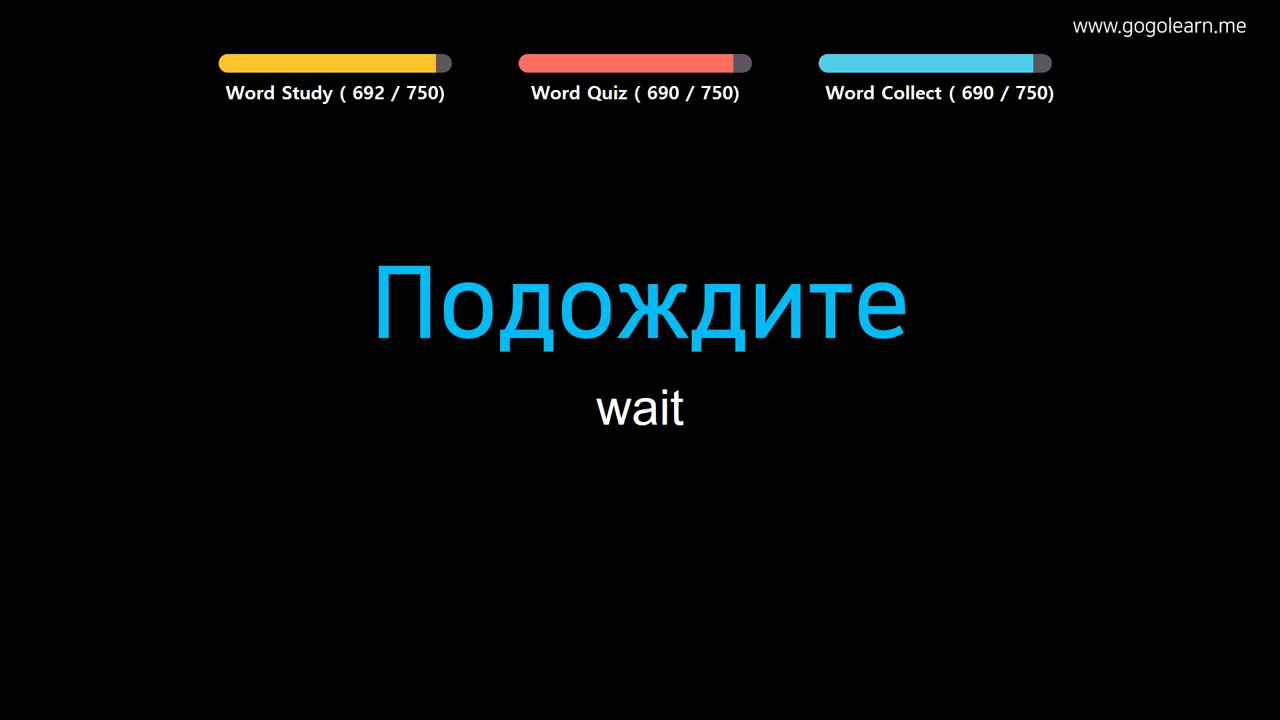 www.gogolearn.me
Word Study ( 692 / 750)
Word Quiz ( 690 / 750)
Word Collect ( 690 / 750)
Подождите
wait